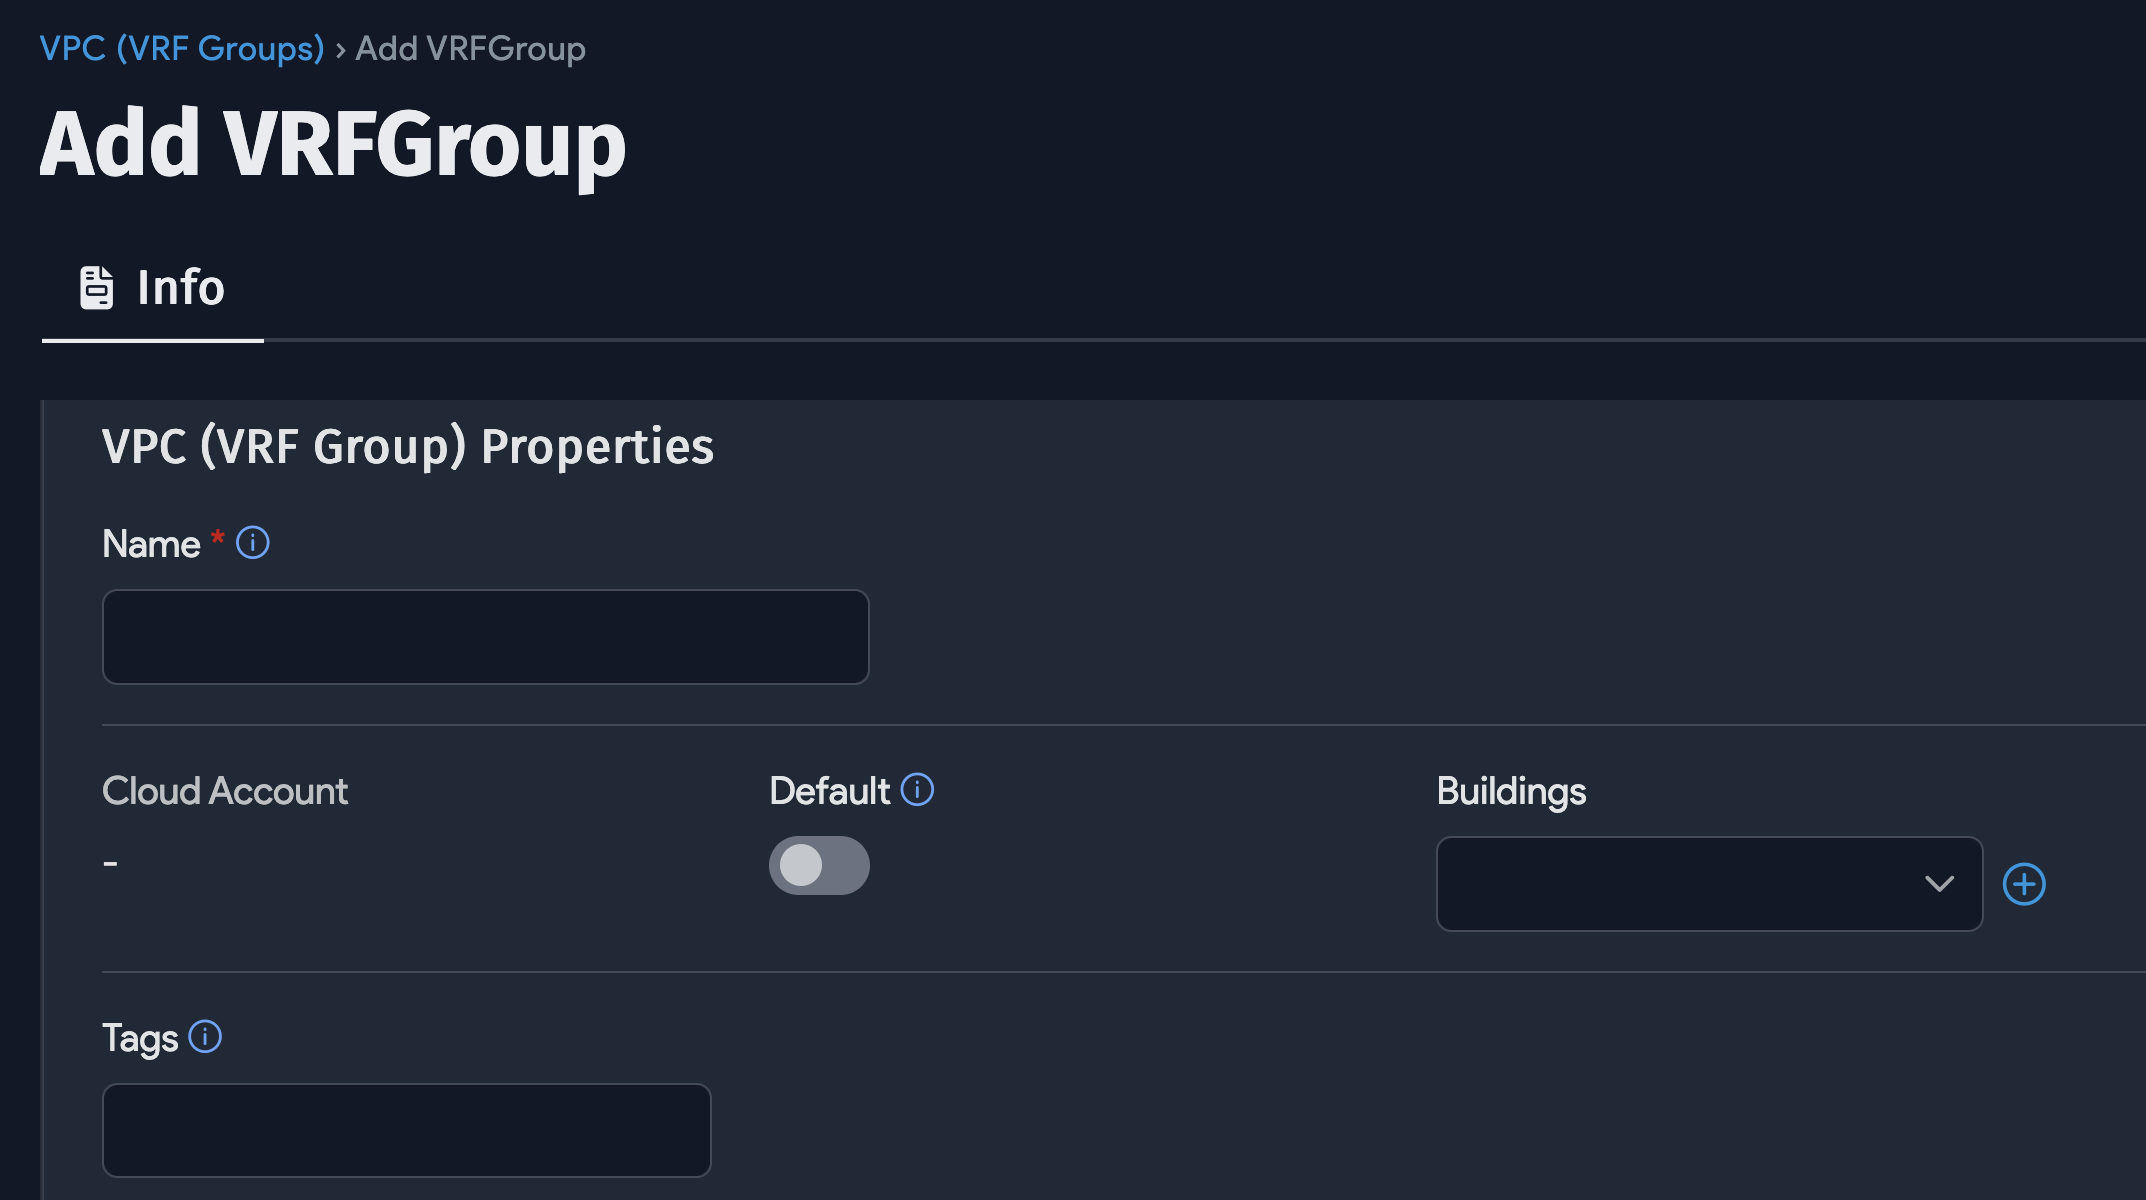 VPC (VRF Groups) › Add VRFGroup
Add VRFGroup
Info
VPC (VRF Group) Properties
Name *
Cloud Account
Default
Buildings
-
Tags